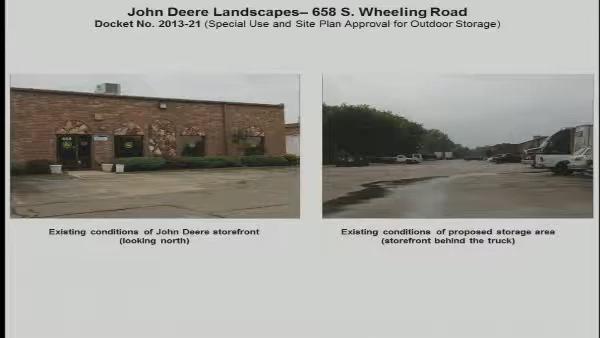 John Deere Landscapes– 658 S. Wheeling Road
Docket No. 2013-21 (Special Use and Site Plan Approval for Outdoor Storage)
Existing conditions of John Deere storefront
(looking north)
Existing conditions of proposed storage area
(storefront behind the truck)